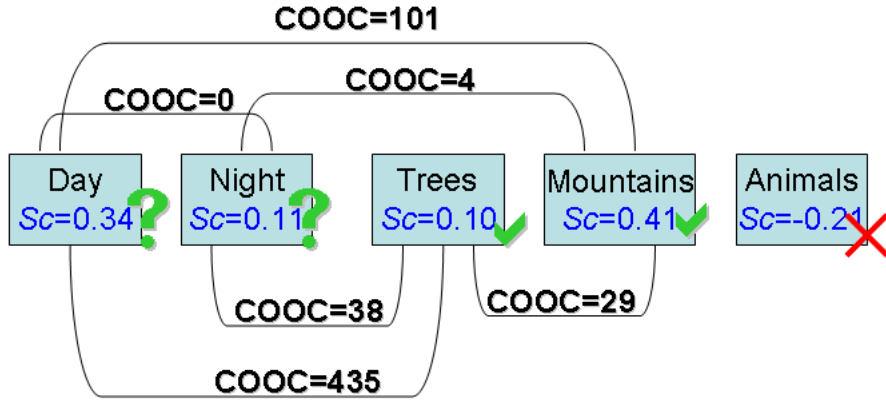 COOC=101
COOC=0
COOC=4
Day
Sc=0.34
?
Night
Sc=0.11
?
Trees
Sc=0.10
Mountains
Sc=0.41
Animals
Sc=-0.21
COOC=38
COOC=29
COOC=435